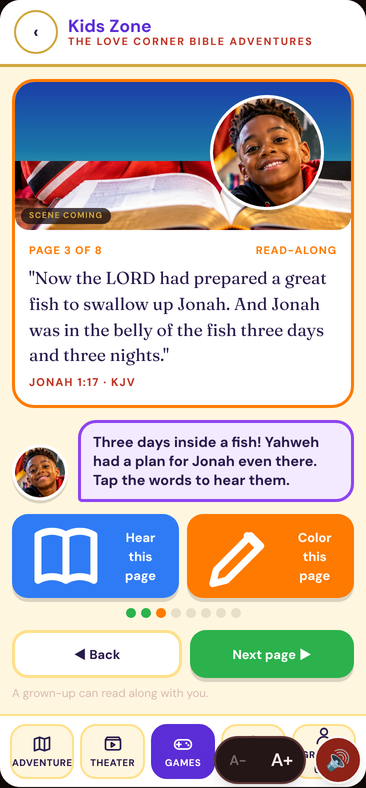 Kids Zone
THE LOVE CORNER BIBLE ADVENTURES
SCENE COMING
PAGE 3 OF 8
READ-ALONG
"Now the LORD had prepared a great
fish to swallow up Jonah. And Jonah
was in the belly of the fish three days
and three nights."
JONAH 1:17 · KJV
Three days inside a fish! Yahweh
had a plan for Jonah even there.
Tap the words to hear them.
Hear
this
page
Color
this
page
◀ Back
Next page ▶
A grown-up can read along with you.
ADVENTURE
THEATER
GAMES
A-
A+